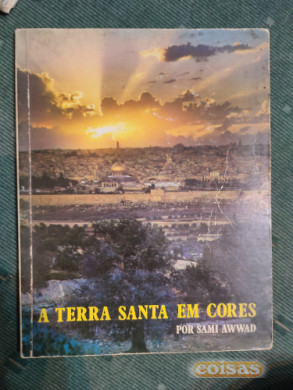 A TERRA SANTA EM CORES
POR SAMI AWWAD
coisas